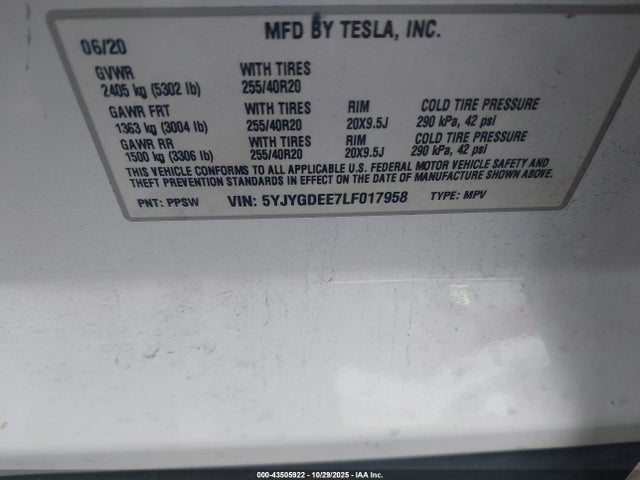 MFD BY TESLA, INC.
06/20
GVWR WITH TIRES
2405 kg (5302 lb) 255/40R20
GAWR FRT WITH TIRES RIM COLD TIRE PRESSURE
1363 kg (3004 lb) 255/40R20 20X9.5J 290 kPa, 42 psi
GAWR RR WITH TIRES RIM COLD TIRE PRESSURE
1500 kg (3306 lb) 255/40R20 20X9.5J 290 kPa, 42 psi
THIS VEHICLE CONFORMS TO ALL APPLICABLE U.S. FEDERAL MOTOR VEHICLE SAFETY AND
THEFT PREVENTION STANDARDS IN EFFECT ON THE DATE OF MANUFACTURE SHOWN ABOVE.
PNT: PPSW VIN: 5YJYGDEE7LF017958 TYPE: MPV
000-43505922 - 10/29/2025 - IAA Inc.